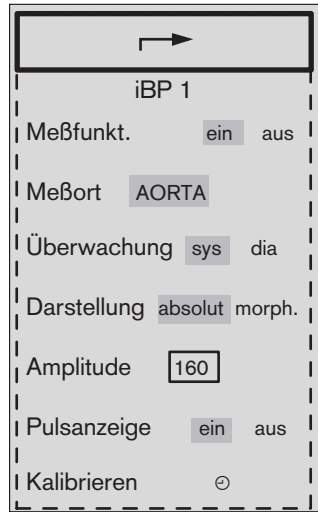 iBP 1
Meßfunkt. ein aus
Meßort AORTA
Überwachung sys dia
Darstellung absolut morph.
Amplitude 160
Pulsanzeige ein aus
Kalibrieren